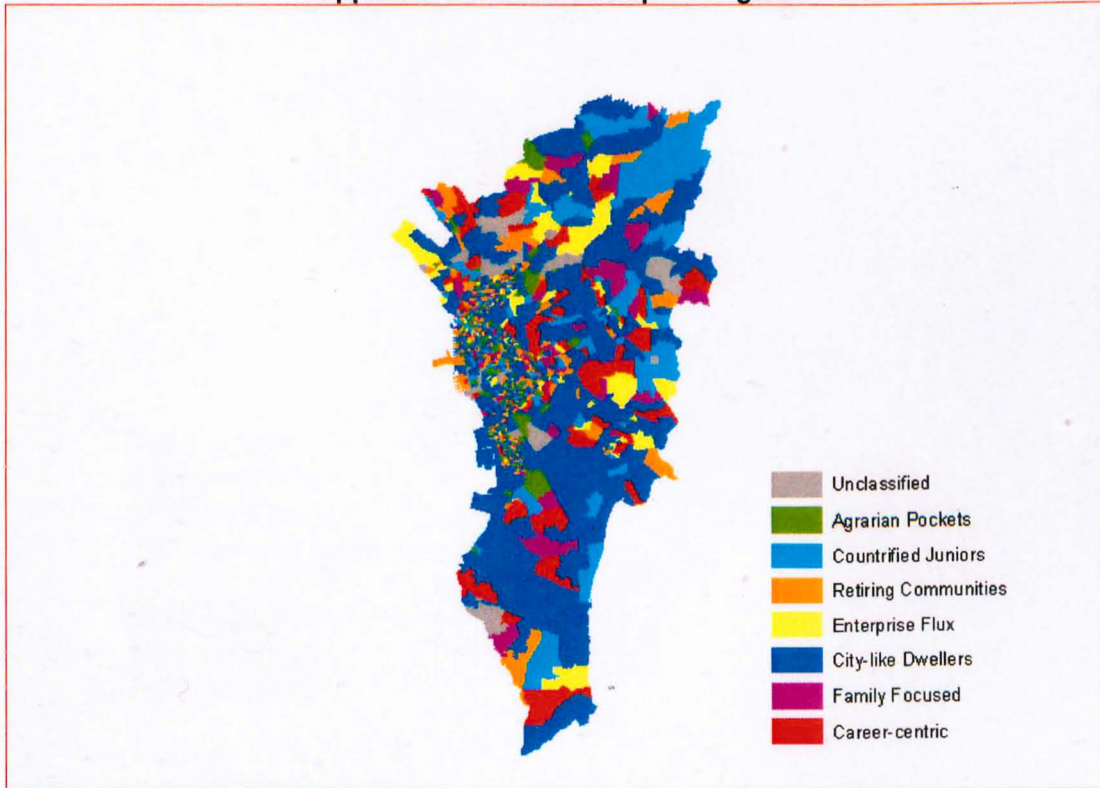 Unclassified
Agrarian Pockets
Countrified Juniors
Retiring Communities
Enterprise Flux
City-like Dwellers
Family Focused
Career-centric